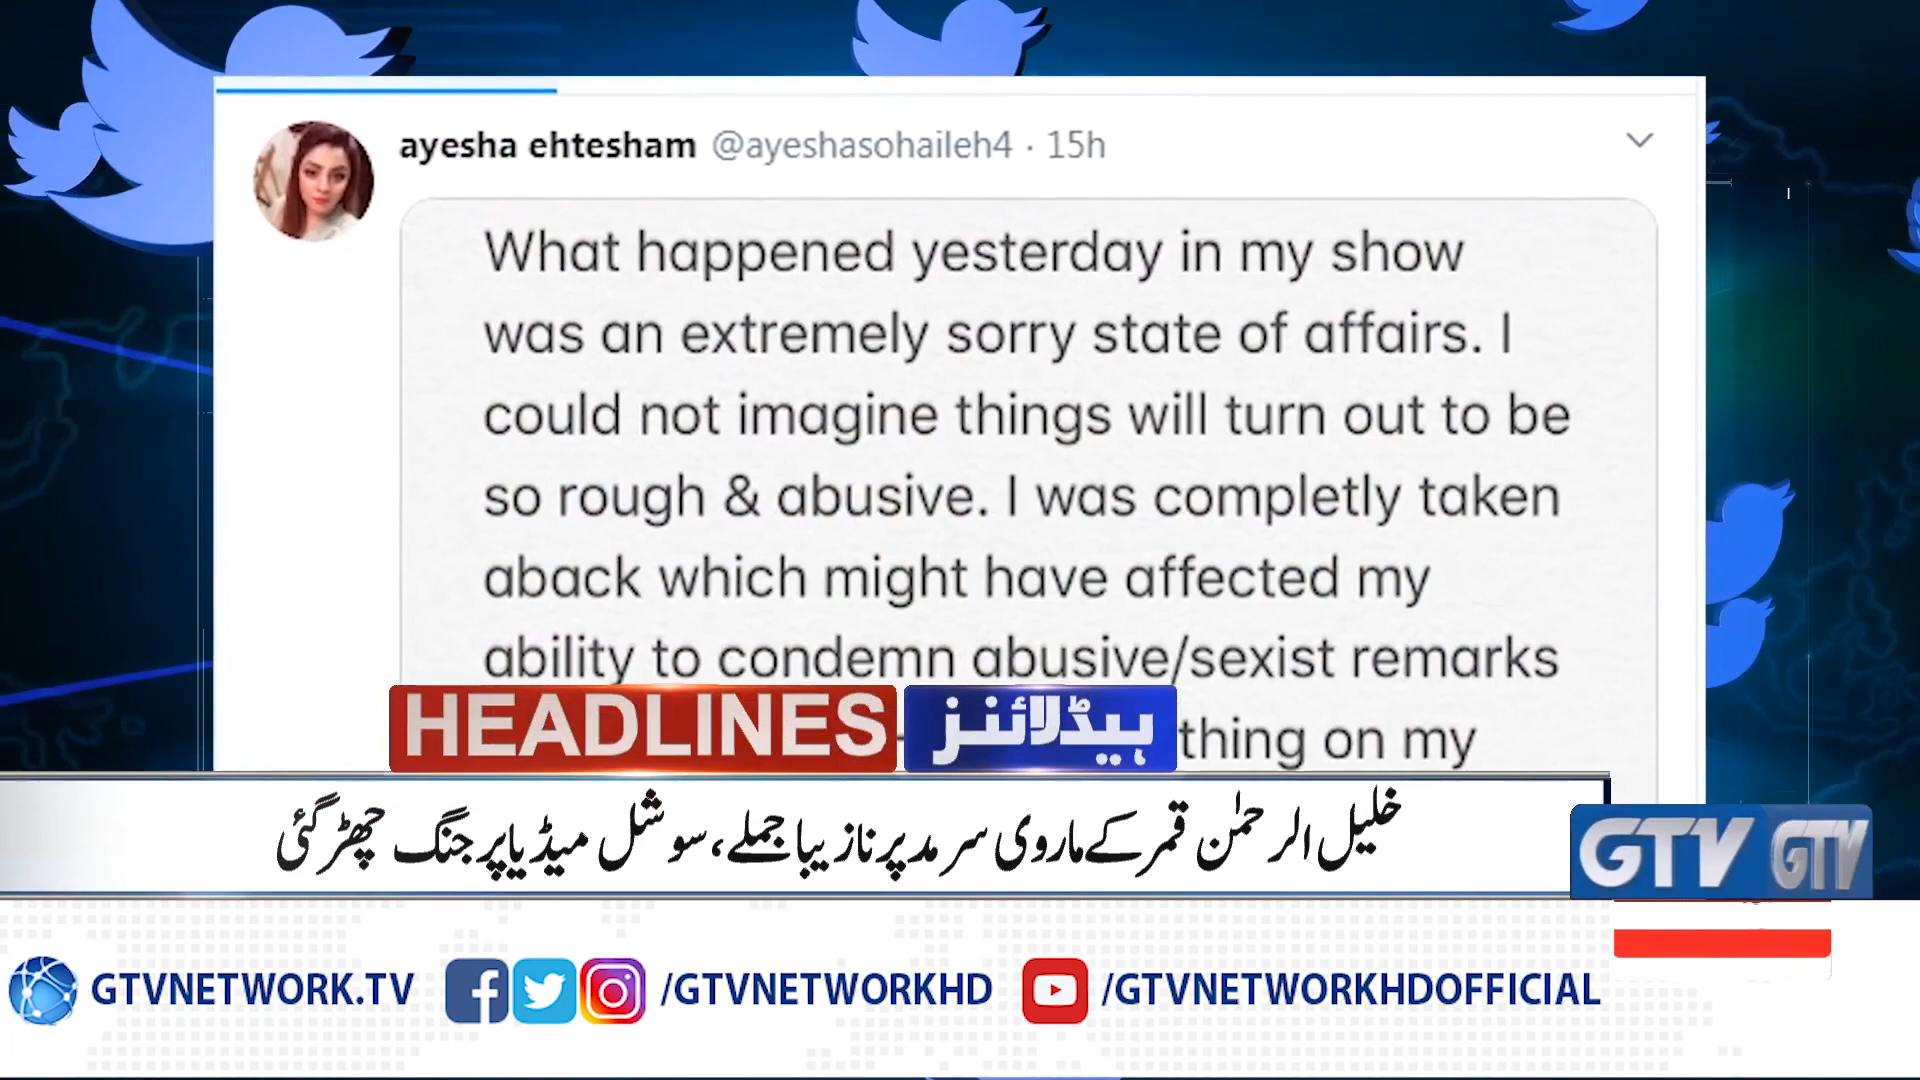 ayesha ehtesham @ayeshasohaileh4 · 15h
What happened yesterday in my show
was an extremely sorry state of affairs. I
could not imagine things will turn out to be
so rough & abusive. I was completly taken
aback which might have affected my
ability to condemn abusive/sexist remarks
thing on my
HEADLINES ہیڈلائنز
خلیل الرحمٰن قمر کے ماروی سرمد پر نازیبا جملے، سوشل میڈیا پر جنگ چھڑ گئی
GTV GTV
GTVNETWORK.TV /GTVNETWORKHD /GTVNETWORKHDOFFICIAL